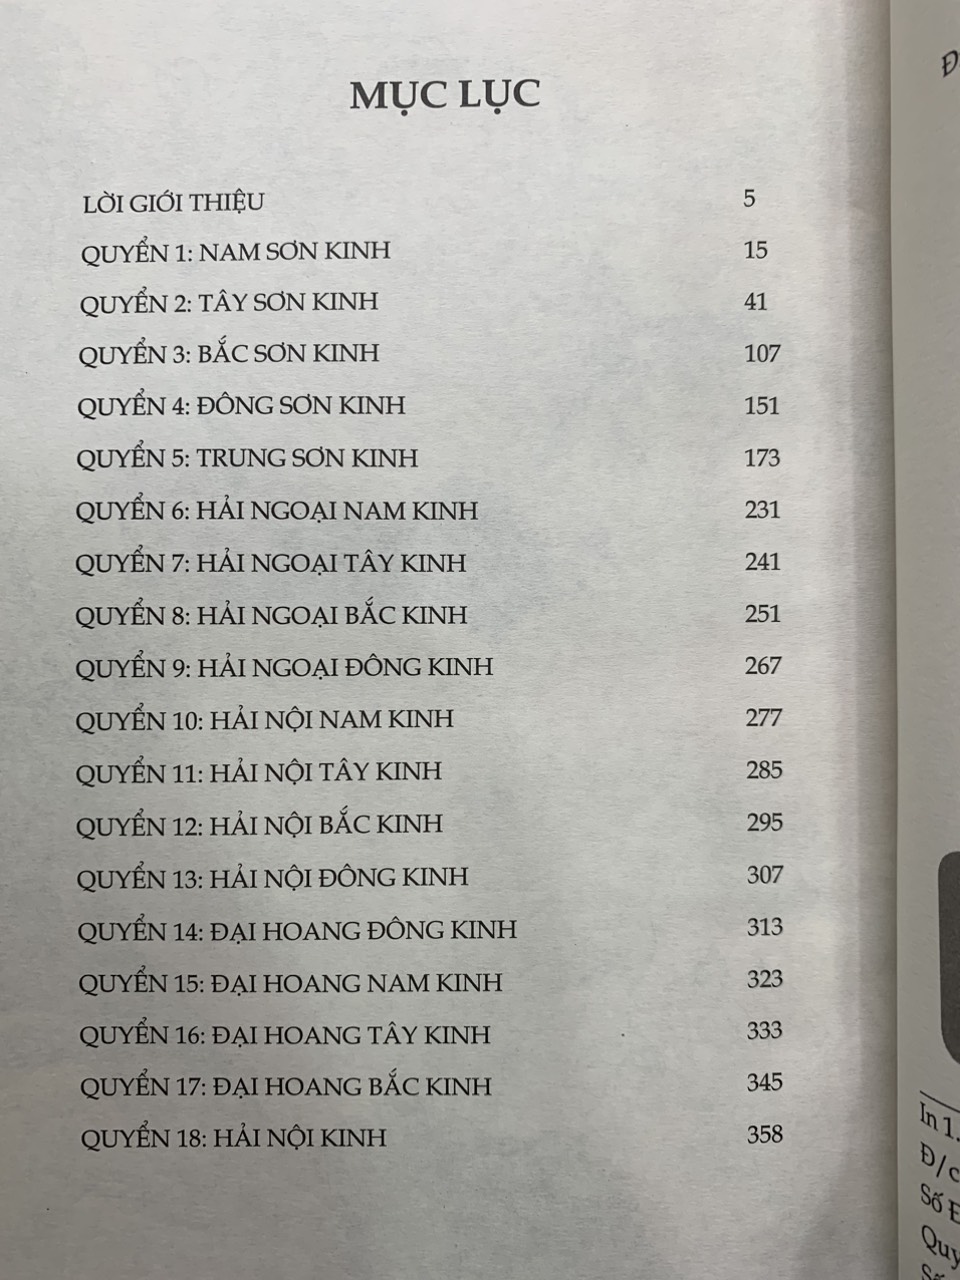 MỤC LỤC
LỜI GIỚI THIỆU 5
QUYỂN 1: NAM SƠN KINH 15
QUYỂN 2: TÂY SƠN KINH 41
QUYỂN 3: BẮC SƠN KINH 107
QUYỂN 4: ĐÔNG SƠN KINH 151
QUYỂN 5: TRUNG SƠN KINH 173
QUYỂN 6: HẢI NGOẠI NAM KINH 231
QUYỂN 7: HẢI NGOẠI TÂY KINH 241
QUYỂN 8: HẢI NGOẠI BẮC KINH 251
QUYỂN 9: HẢI NGOẠI ĐÔNG KINH 267
QUYỂN 10: HẢI NỘI NAM KINH 277
QUYỂN 11: HẢI NỘI TÂY KINH 285
QUYỂN 12: HẢI NỘI BẮC KINH 295
QUYỂN 13: HẢI NỘI ĐÔNG KINH 307
QUYỂN 14: ĐẠI HOANG ĐÔNG KINH 313
QUYỂN 15: ĐẠI HOANG NAM KINH 323
QUYỂN 16: ĐẠI HOANG TÂY KINH 333
QUYỂN 17: ĐẠI HOANG BẮC KINH 345
QUYỂN 18: HẢI NỘI KINH 358
In 1.
Đ/c
Số
Quy